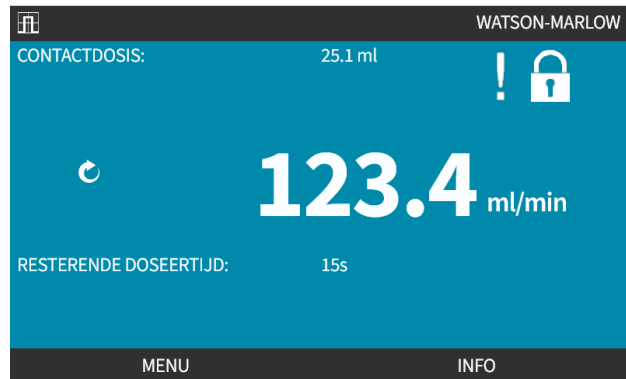 WATSON-MARLOW
CONTACTDOSIS: 25.1 ml
!
123.4 ml/min
RESTERENDE DOSEERTIJD: 15s
MENU INFO